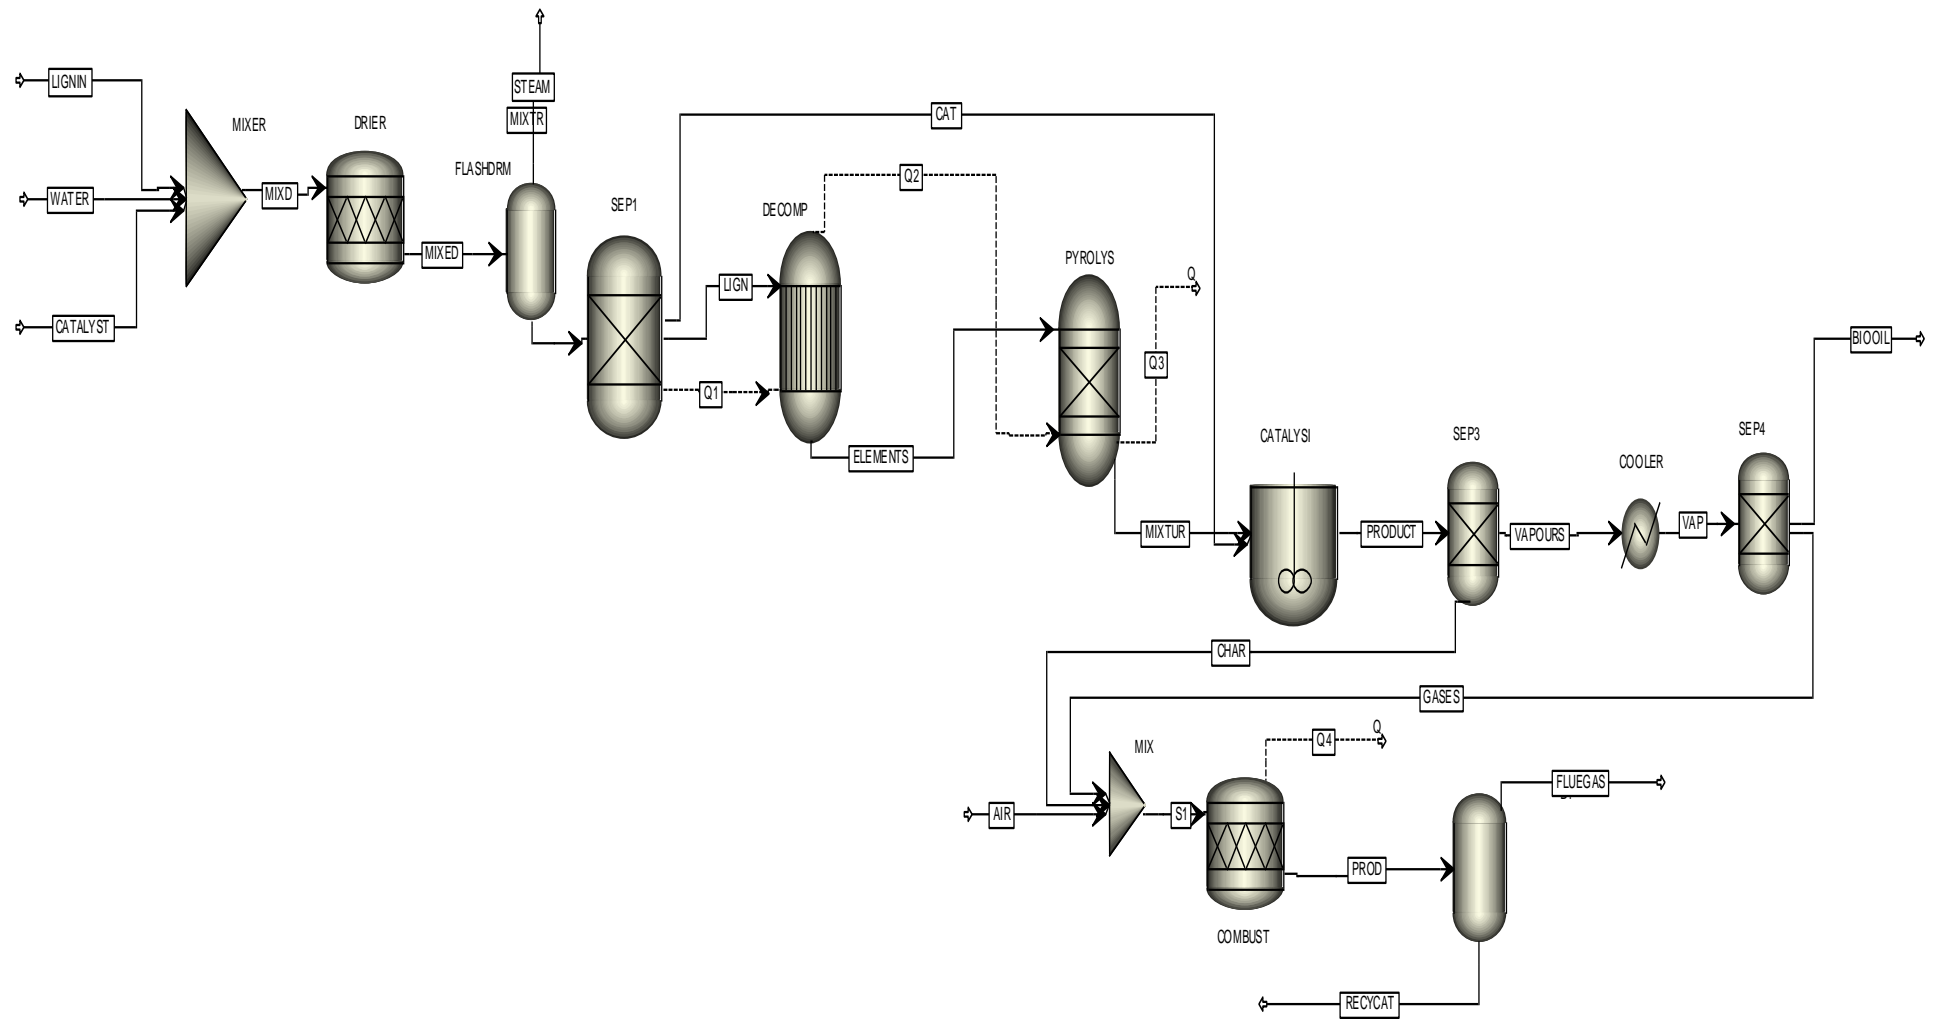 LIGNIN
WATER
CATALYST
MIXER
MIXD
DRIER
MIXED
STEAM
MIXTR
FLASHDRM
SEP1
CAT
LIGN
Q1
DECOMP
Q2
ELEMENTS
PYROLYS
Q
Q3
MIXTUR
CATALYSI
PRODUCT
SEP3
VAPOURS
COOLER
VAP
SEP4
BIOOIL
CHAR
GASES
AIR
MIX
S1
Q4
Q
COMBUST
PROD
FLUEGAS
RECYCAT